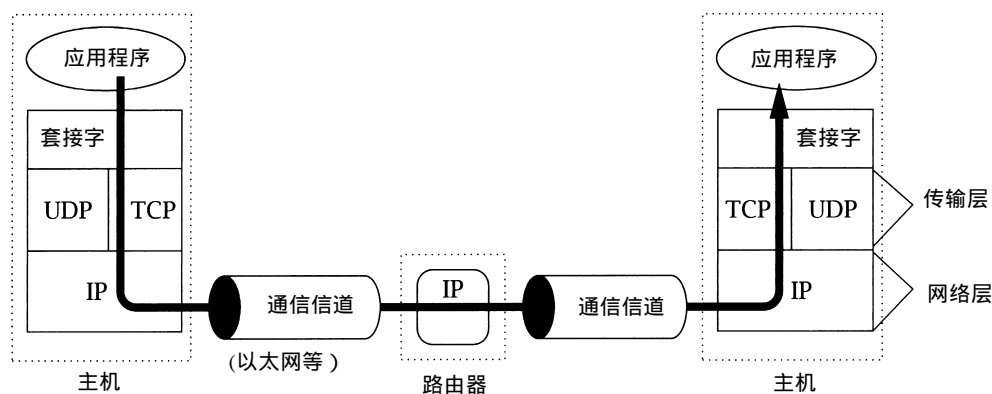 应用程序
应用程序
套接字
套接字
UDP
TCP
TCP
UDP
传输层
IP
通信信道
IP
通信信道
IP
网络层
(以太网等)
主机
路由器
主机